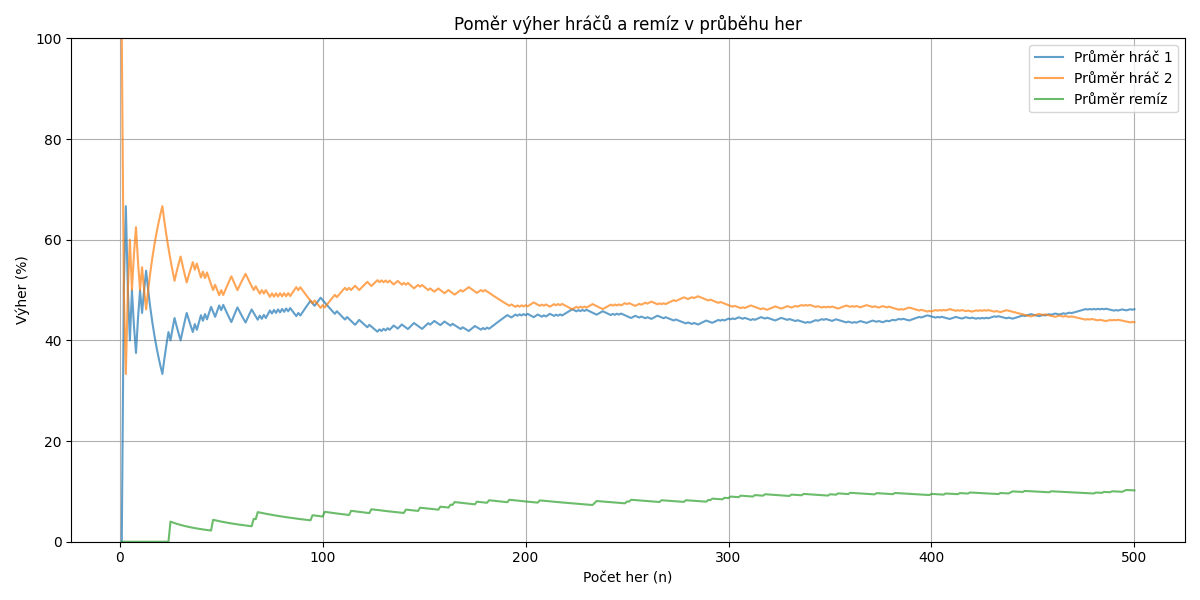 Poměr výher hráčů a remíz v průběhu her
100
80
60
40
20
0
Výher (%)
Průměr hráč 1
Průměr hráč 2
Průměr remíz
0 100 200 300 400 500
Počet her (n)